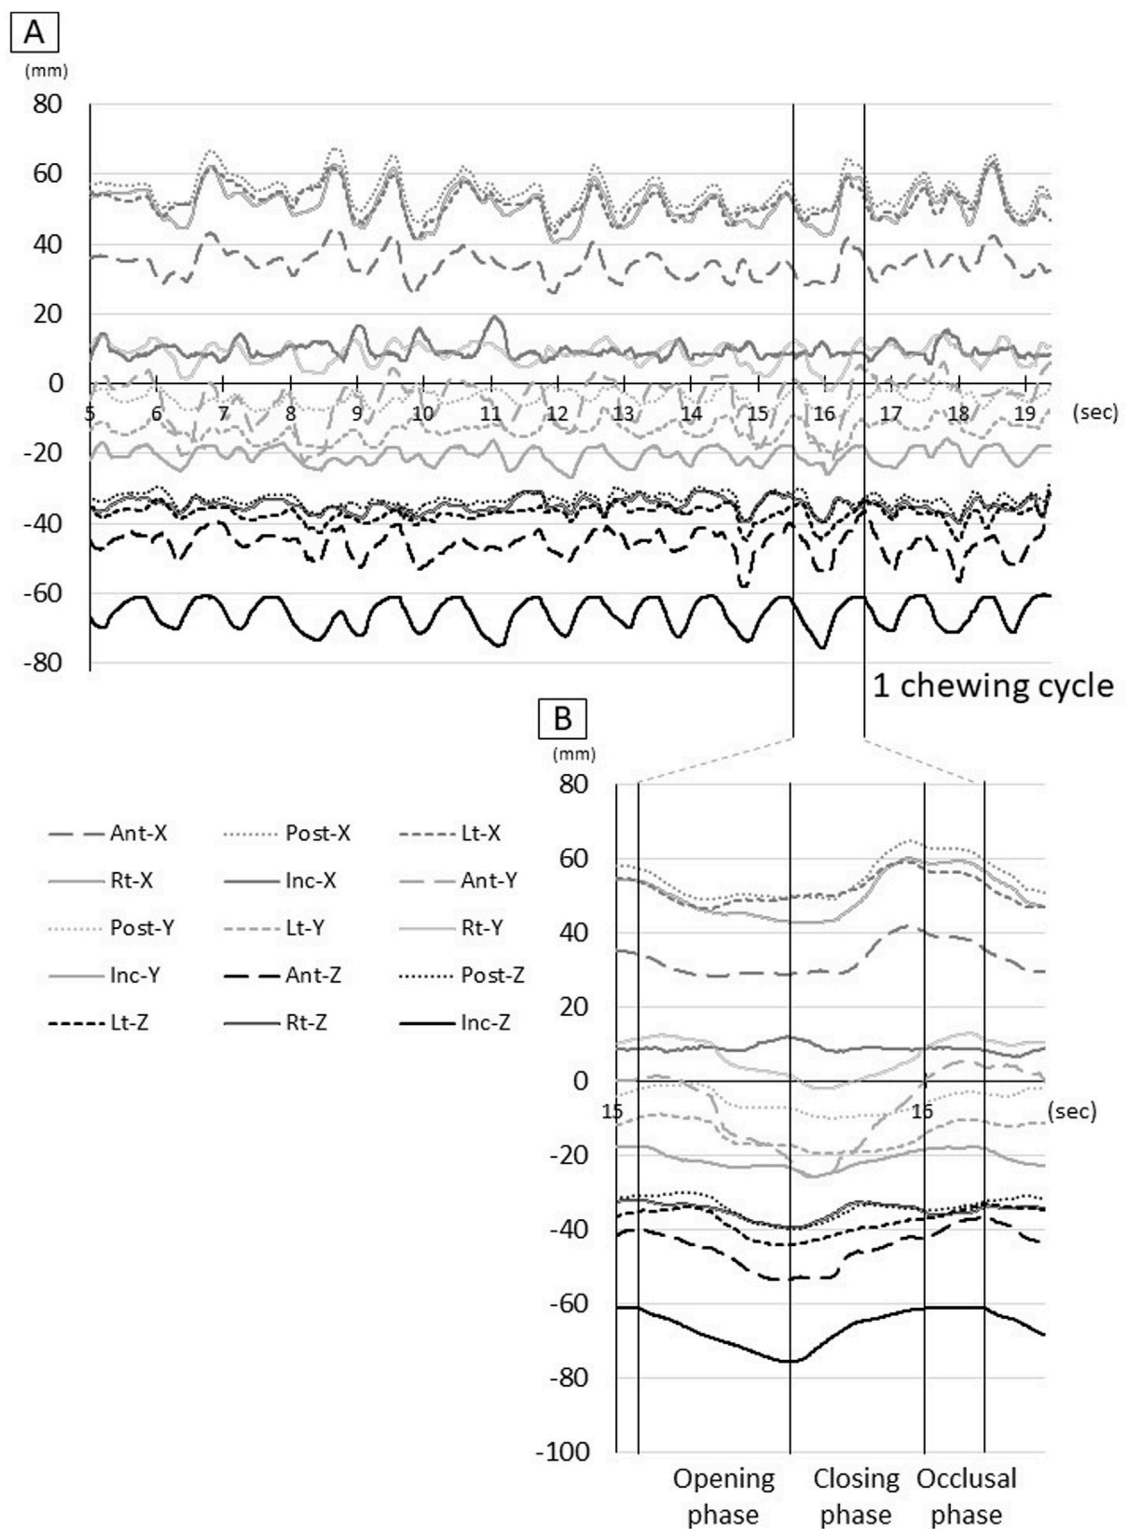 A
(mm)
80
60
40
20
0
5 6 7 8 9 10 11 12 13 14 15 16 17 18 19 (sec)
-20
-40
-60
-80
1 chewing cycle
B
(mm)
80
60
40
20
0
15 16 (sec)
-20
-40
-60
-80
-100
Ant-X Post-X Lt-X
Rt-X Inc-X Ant-Y
Post-Y Lt-Y Rt-Y
Inc-Y Ant-Z Post-Z
Lt-Z Rt-Z Inc-Z
Opening Closing Occlusal
phase phase phase